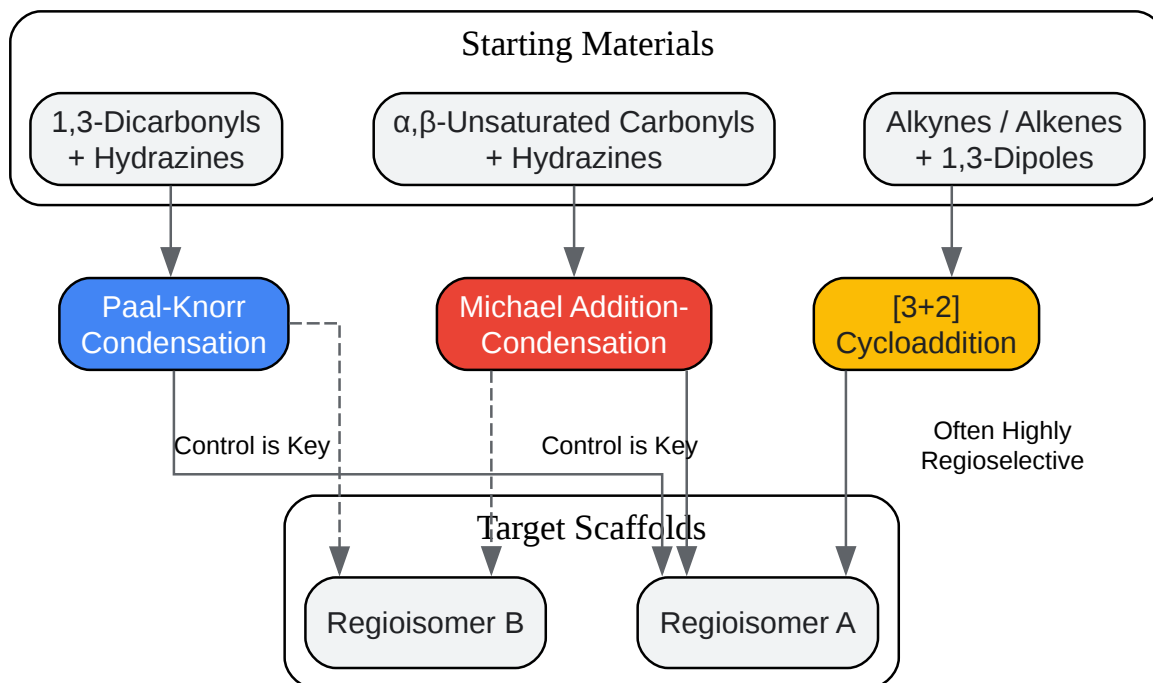 Starting Materials
1,3-Dicarbonyls
+ Hydrazines
α,β-Unsaturated Carbonyls
+ Hydrazines
Alkynes / Alkenes
+ 1,3-Dipoles
Paal-Knorr
Condensation
Michael Addition-
Condensation
[3+2]
Cycloaddition
Control is Key
Control is Key
Often Highly
Regioselective
Target Scaffolds
Regioisomer B
Regioisomer A